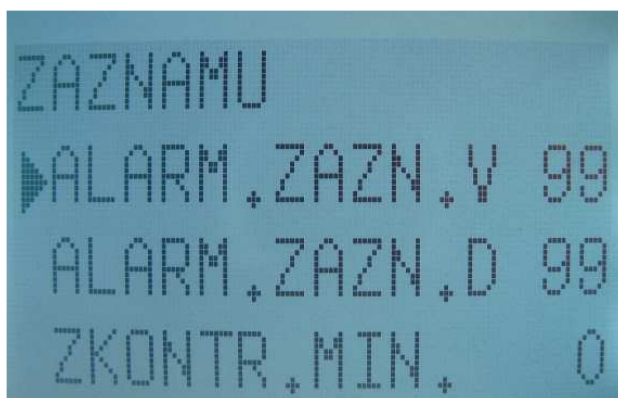 ZAZNAMU
ALARM.ZAZN.V 99
ALARM.ZAZN.D 99
ZKONTR.MIN. 0